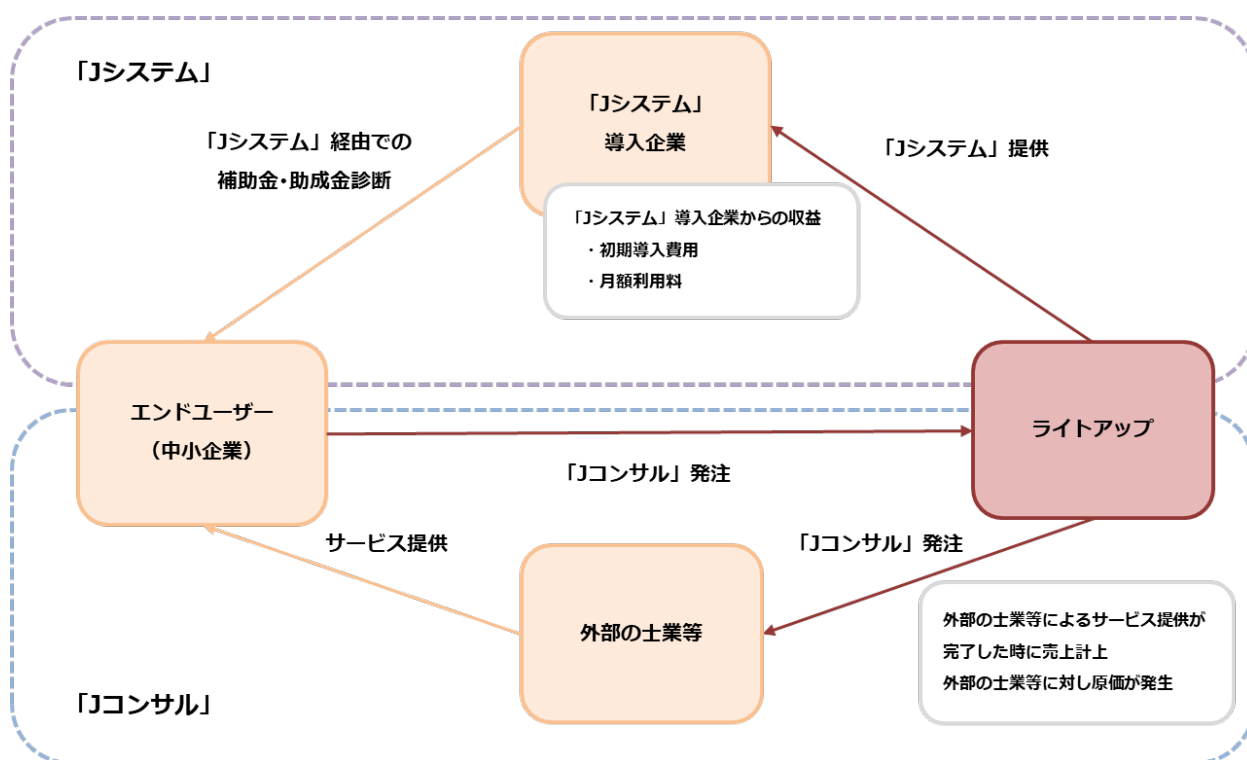 「Jシステム」
「Jシステム」
導入企業
「Jシステム」経由での
補助金・助成金診断
「Jシステム」提供
「Jシステム」導入企業からの収益
・初期導入費用
・月額利用料
エンドユーザー
（中小企業）
ライトアップ
「Jコンサル」発注
サービス提供
「Jコンサル」発注
外部の士業等
外部の士業等によるサービス提供が
完了した時に売上計上
外部の士業等に対し原価が発生
「Jコンサル」